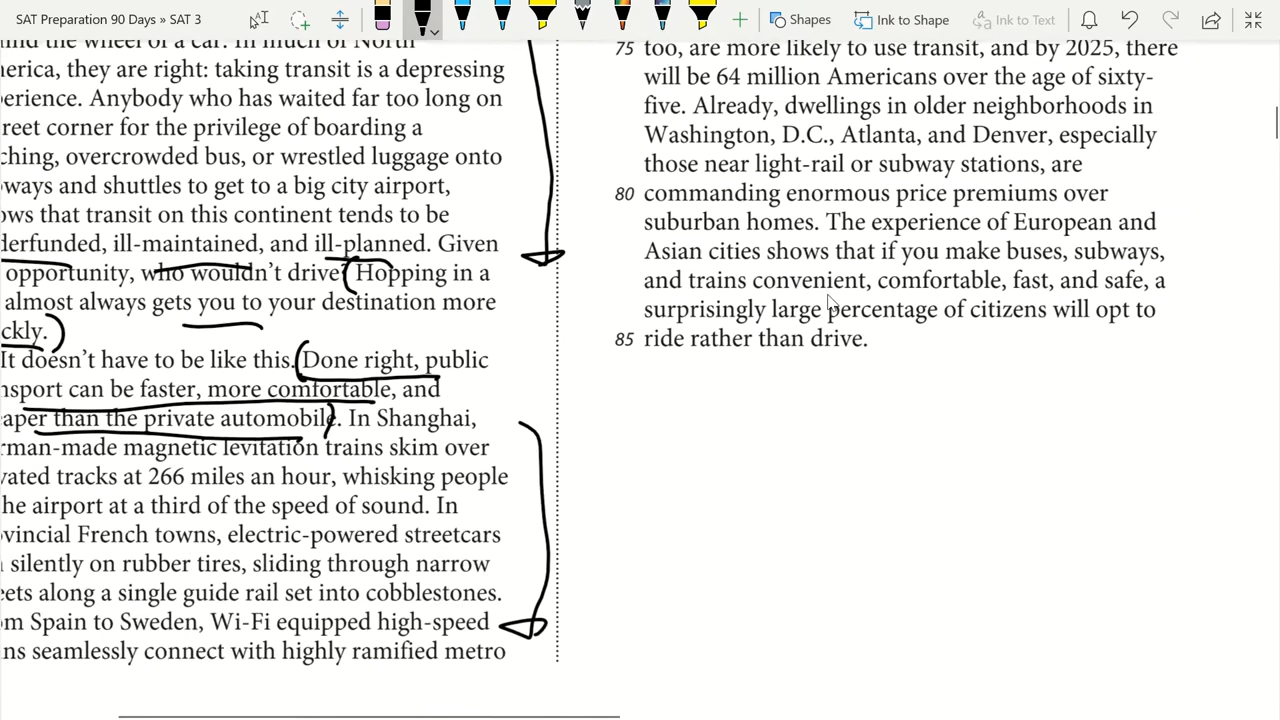 SAT Preparation 90 Days » SAT 3
Shapes
Ink to Shape
Ink to Text
the wheel of a car. In much of North
they are right: taking transit is a depressing
Anybody who has waited far too long on
corner for the privilege of boarding a
overcrowded bus, or wrestled luggage onto
and shuttles to get to a big city airport,
that transit on this continent tends to be
ill-maintained, and ill-planned. Given
opportunity, who wouldn’t drive? Hopping in a
almost always gets you to your destination more
ckly.
It doesn’t have to be like this. Done right, public
nsport can be faster, more comfortable, and
eaper than the private automobile. In Shanghai,
rman-made magnetic levitation trains skim over
vated tracks at 266 miles an hour, whisking people
he airport at a third of the speed of sound. In
ovincial French towns, electric-powered streetcars
silently on rubber tires, sliding through narrow
eets along a single guide rail set into cobblestones.
om Spain to Sweden, Wi-Fi equipped high-speed
ns seamlessly connect with highly ramified metro
75 too, are more likely to use transit, and by 2025, there
will be 64 million Americans over the age of sixty-
five. Already, dwellings in older neighborhoods in
Washington, D.C., Atlanta, and Denver, especially
those near light-rail or subway stations, are
80 commanding enormous price premiums over
suburban homes. The experience of European and
Asian cities shows that if you make buses, subways,
and trains convenient, comfortable, fast, and safe, a
surprisingly large percentage of citizens will opt to
85 ride rather than drive.